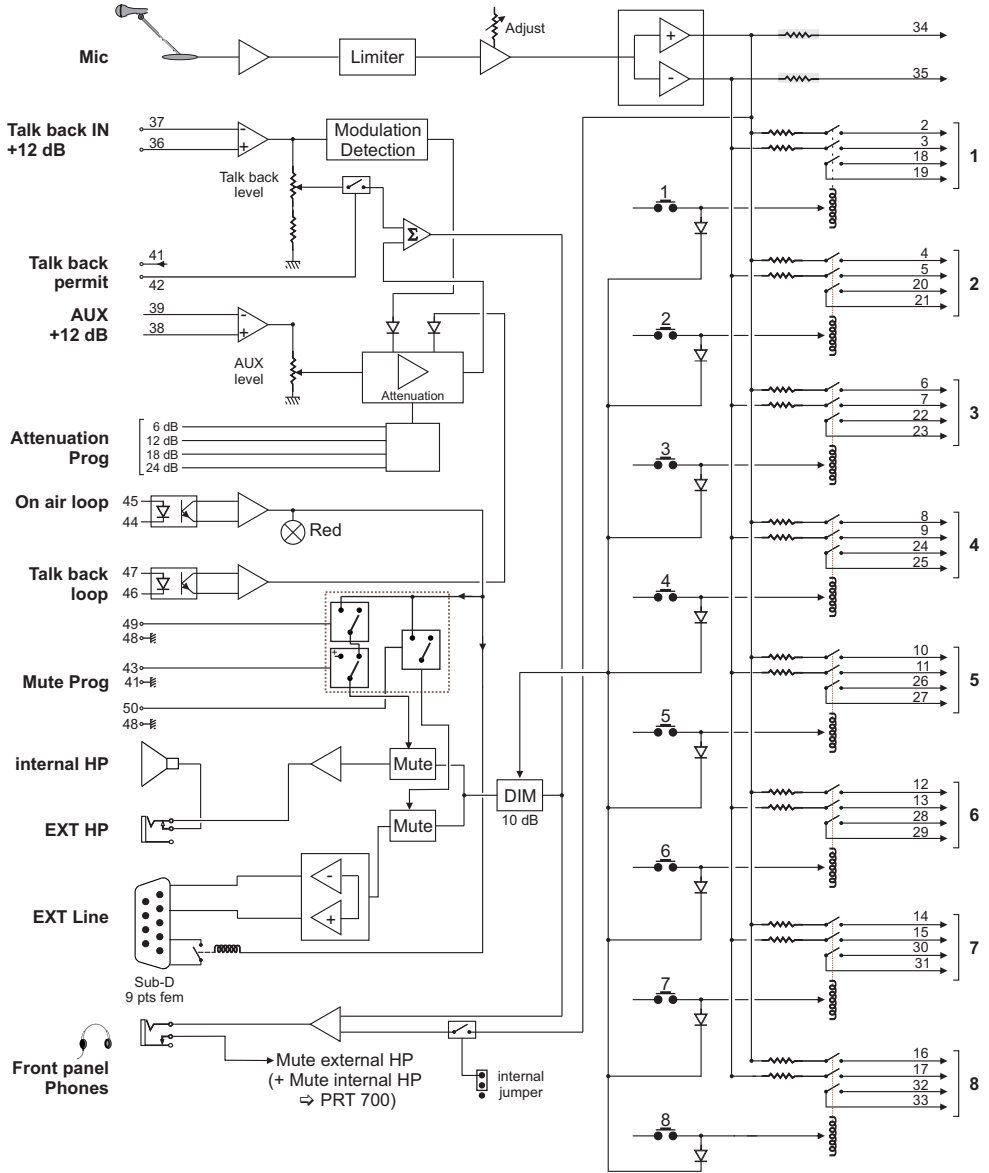 Mic
Limiter
Adjust
+
-
34
35
Talk back IN
+12 dB
37
36
-
+
Modulation
Detection
Talk back
level
Σ
Talk back
permit
41
42
AUX
+12 dB
39
38
-
+
AUX
level
Attenuation
Attenuation
Prog
6 dB
12 dB
18 dB
24 dB
On air loop
45
44
Red
Talk back
loop
47
46
49
48
43
41
Mute Prog
50
48
+
internal HP
Mute
EXT HP
Mute
DIM
10 dB
EXT Line
-
+
Sub-D
9 pts fem
Front panel
Phones
Mute external HP
(+ Mute internal HP
⇨ PRT 700)
internal
jumper
1
2
3
18
19
1
2
4
5
20
21
2
3
6
7
22
23
3
4
8
9
24
25
4
5
10
11
26
27
5
6
12
13
28
29
6
7
14
15
30
31
7
8
16
17
32
33
8